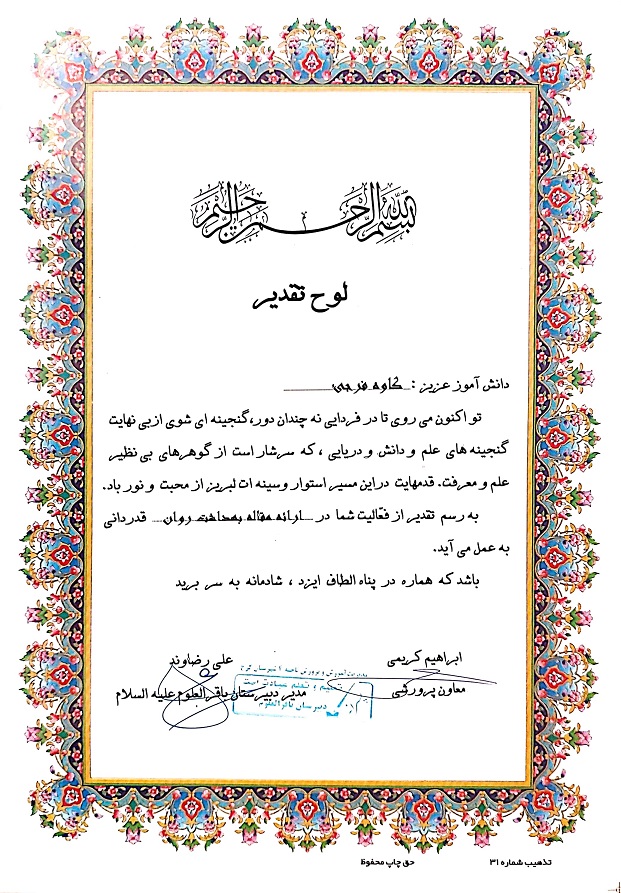 بسم الله الرحمن الرحیم
لوح تقدیر
دانش آموز عزیز : کاوه فرجی
تو اکنون می روی تا در فردایی نه چندان دور، گنجینه ای شوی از بی نهایت
گنجینه های علم و دانش و دریایی ، که سرشار است از گوهرهای بی نظیر
علم و معرفت. قدمهایت در این مسیر استوار و سینه ات لبریز از محبت و نور باد.
به رسم تقدیر از فعّالیت شما در ارائه مقاله بهداشت روان قدردانی
به عمل می آید.
باشد که هماره در پناه الطاف ایزد ، شادمانه به سر برید
ابراهیم کریمی
معاون پرورشی
علی رضاوند
مدیر دبیرستان باقرالعلوم علیه السلام
دبیرستان باقرالعلوم
تذهیب شماره ۳۱
حق چاپ محفوظ